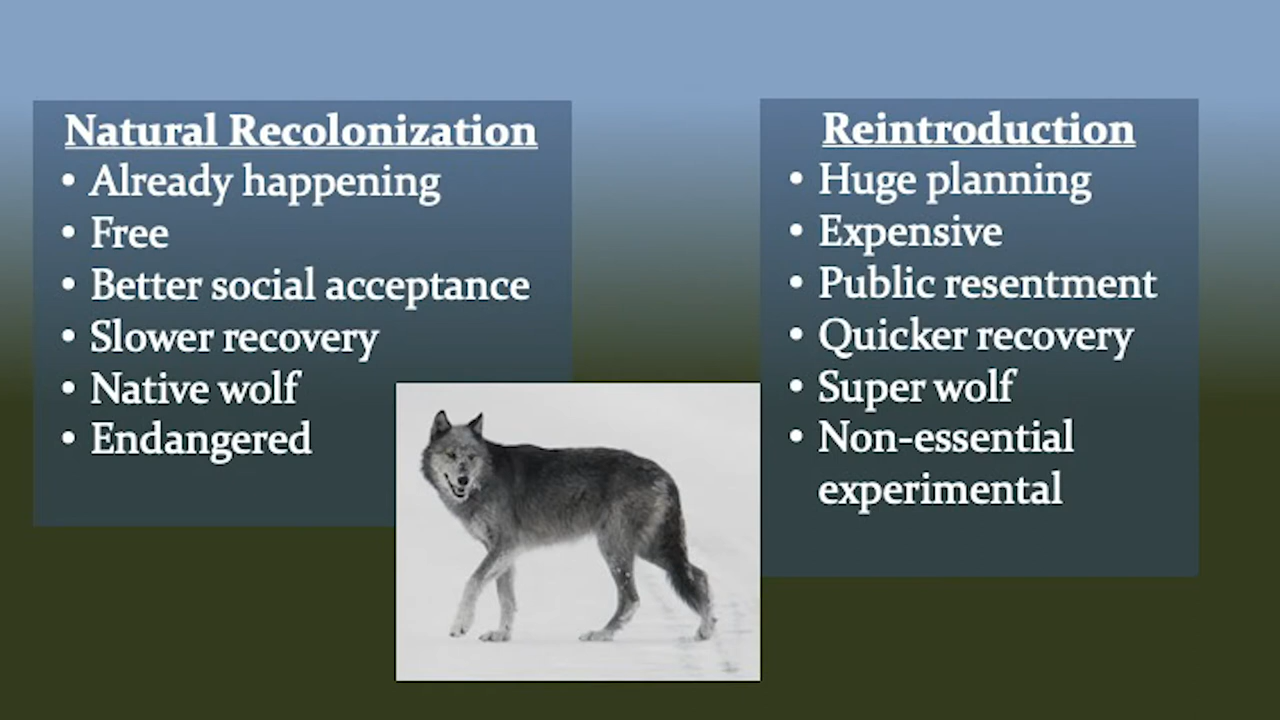 Natural Recolonization
• Already happening
• Free
• Better social acceptance
• Slower recovery
• Native wolf
• Endangered
Reintroduction
• Huge planning
• Expensive
• Public resentment
• Quicker recovery
• Super wolf
• Non-essential
experimental